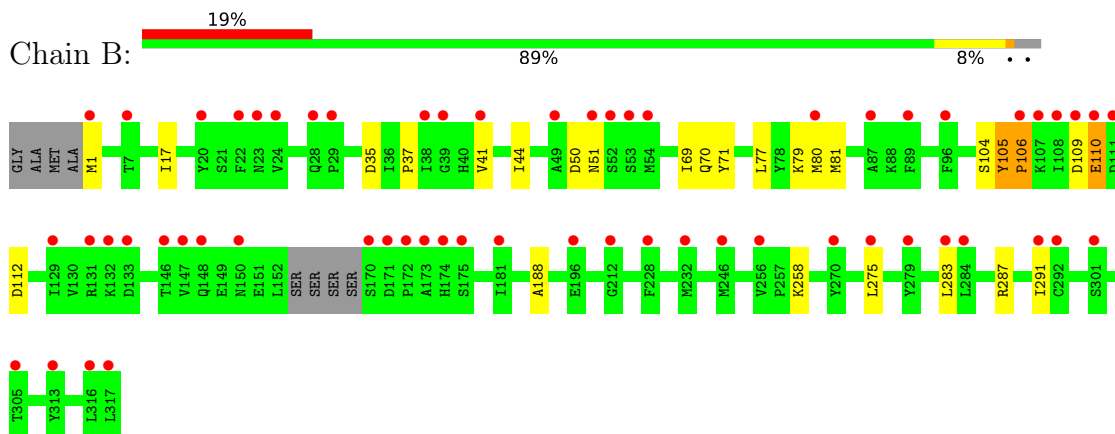 19%
Chain B:
89%
8%
• •
GLY ALA MET ALA M1 T7 I17 Y20 S21 F22 N23 V24 Q28 P29 D35 I36 P37 I38 G39 H40 V41 I44 A49 D50 N51 S52 S53 M54 I69 Q70 Y71 L77 Y78 K79 M80 M81 A87 K88 F89 F96 S104 Y105 P106 K107 I108 D109 E110 D111
D112 I129 V130 R131 K132 D133 T146 V147 Q148 E149 N150 E151 L152 SER SER SER SER S170 D171 P172 A173 H174 S175 I181 A188 E196 G212 F228 M232 M246 V256 P257 K258 Y270 L275 Y279 L283 L284 R287 I291 C292 S301
T305 Y313 L316 L317